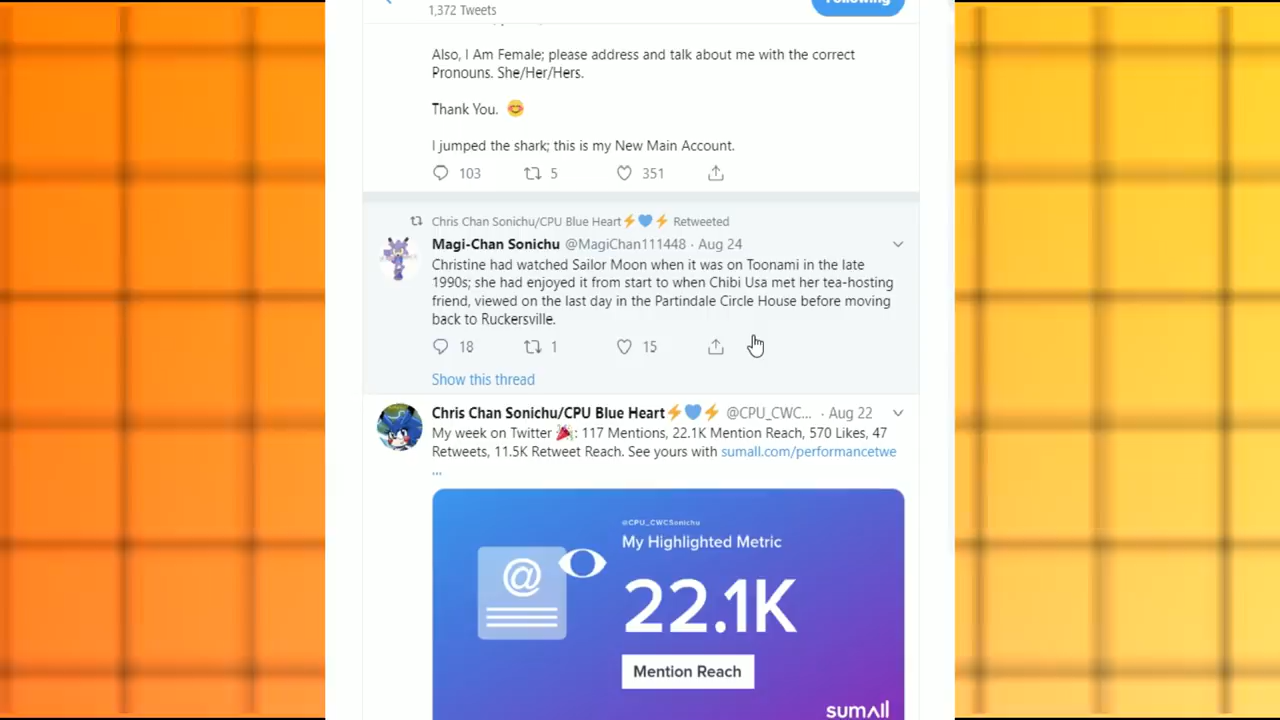 1,372 Tweets
Following
Also, I Am Female; please address and talk about me with the correct
Pronouns. She/Her/Hers.
Thank You. 😊
I jumped the shark; this is my New Main Account.
103 5 351
Chris Chan Sonichu/CPU Blue Heart⚡💙⚡ Retweeted
Magi-Chan Sonichu @MagiChan111448 · Aug 24
Christine had watched Sailor Moon when it was on Toonami in the late
1990s; she had enjoyed it from start to when Chibi Usa met her tea-hosting
friend, viewed on the last day in the Partindale Circle House before moving
back to Ruckersville.
18 1 15
Show this thread
Chris Chan Sonichu/CPU Blue Heart⚡💙⚡ @CPU_CWC... · Aug 22
My week on Twitter 🎉: 117 Mentions, 22.1K Mention Reach, 570 Likes, 47
Retweets, 11.5K Retweet Reach. See yours with sumall.com/performancetwe
...
@CPU_CWCSonichu
My Highlighted Metric
@
22.1K
Mention Reach
sumall